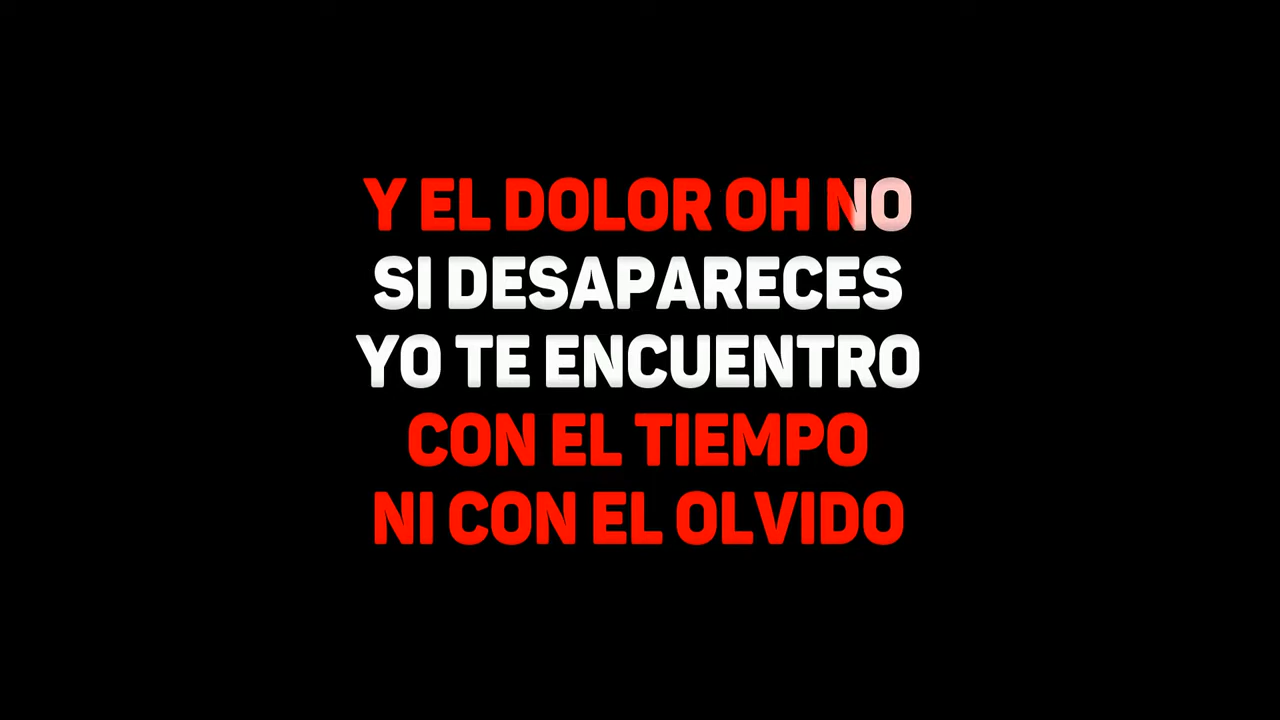 Y EL DOLOR OH NO
SI DESAPARECES
YO TE ENCUENTRO
CON EL TIEMPO
NI CON EL OLVIDO